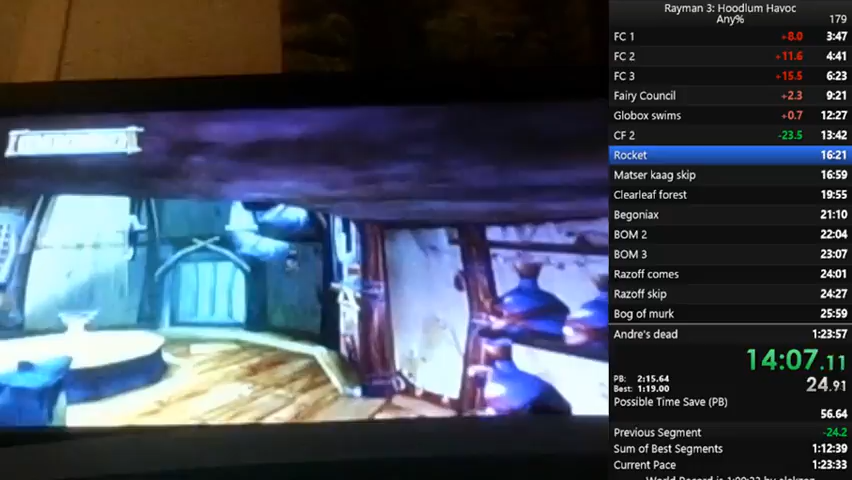 Rayman 3: Hoodlum Havoc
Any% 179
FC 1 +8.0 3:47
FC 2 +11.6 4:41
FC 3 +15.5 6:23
Fairy Council +2.3 9:21
Globox swims +0.7 12:27
CF 2 -23.5 13:42
Rocket 16:21
Matser kaag skip 16:59
Clearleaf forest 19:55
Begoniax 21:10
BOM 2 22:04
BOM 3 23:07
Razoff comes 24:01
Razoff skip 24:27
Bog of murk 25:59
Andre's dead 1:23:57
14:07.11
PB: 2:15.64
Best: 1:19.00
24.91
Possible Time Save (PB)
56.64
Previous Segment -24.2
Sum of Best Segments 1:12:39
Current Pace 1:23:33